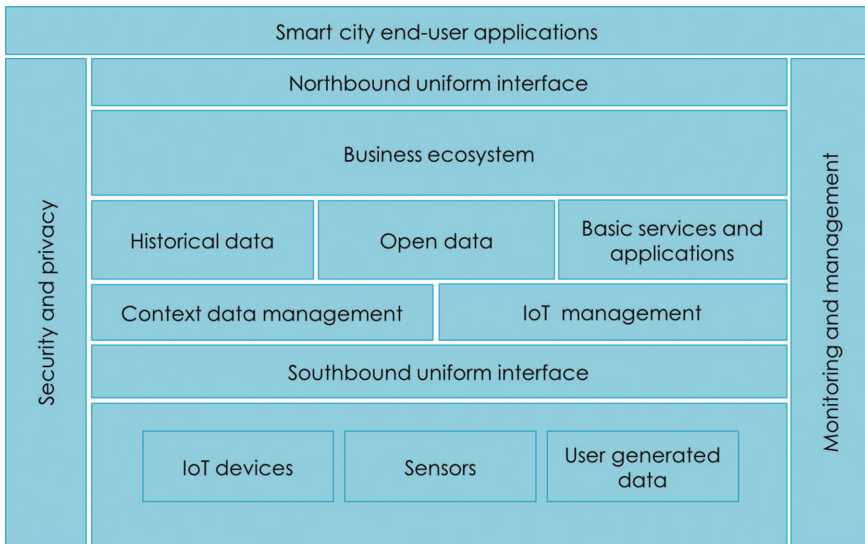 Smart city end-user applications
Security and privacy
Northbound uniform interface
Business ecosystem
Historical data
Open data
Basic services and
applications
Context data management
IoT management
Southbound uniform interface
IoT devices
Sensors
User generated
data
Monitoring and management